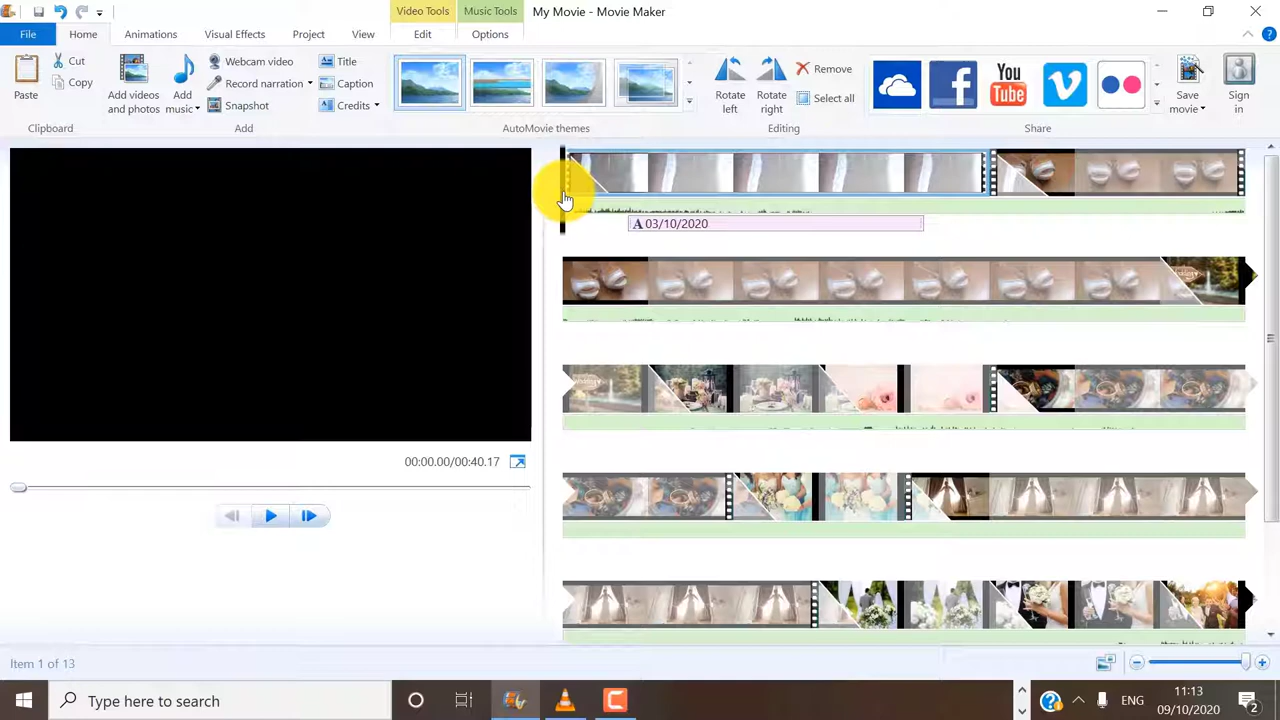 Video Tools Music Tools My Movie - Movie Maker
File Home Animations Visual Effects Project View Edit Options
Paste
Cut
Copy
Clipboard
Add videos
and photos
Add
music
Webcam video
Record narration
Snapshot
Title
Caption
Credits
Add
AutoMovie themes
Rotate
left
Rotate
right
Remove
Select all
Editing
You
Tube
Share
Save
movie
Sign
in
A 03/10/2020
00:00.00/00:40.17
Item 1 of 13
Type here to search
ENG
11:13
09/10/2020
2